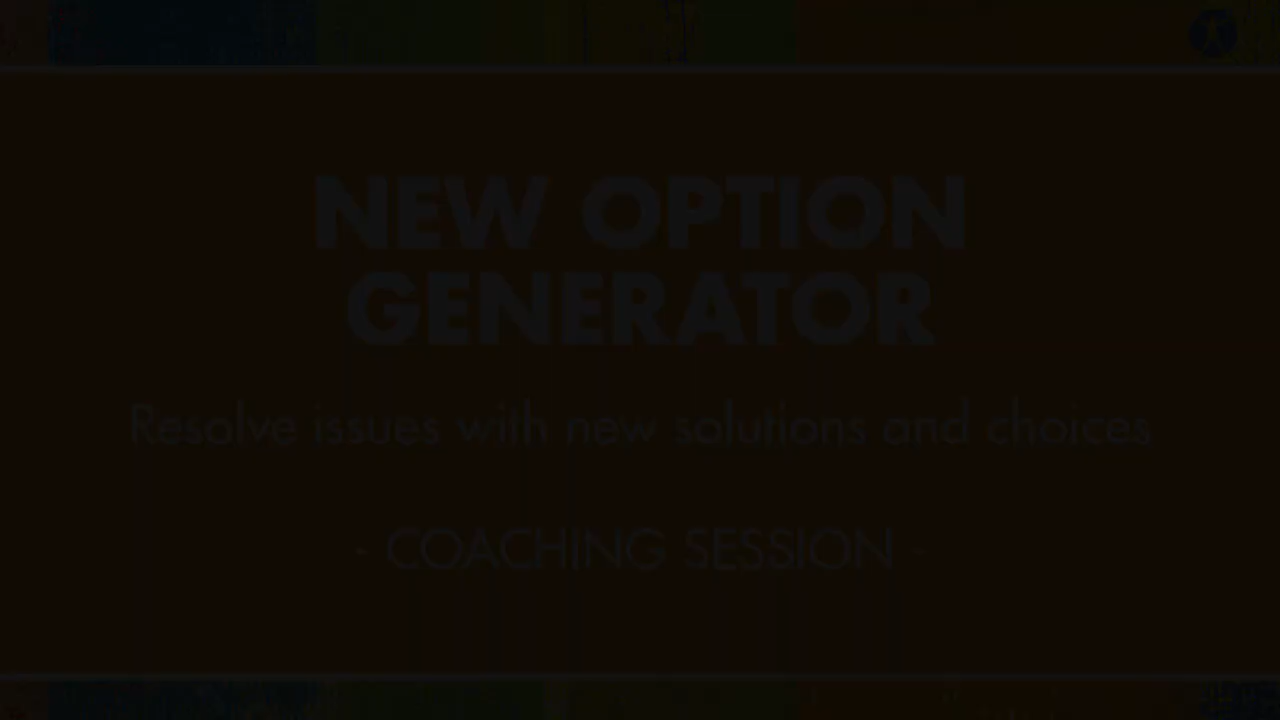 NEW OPTION
GENERATOR
Resolve issues with new solutions and choices
- COACHING SESSION -